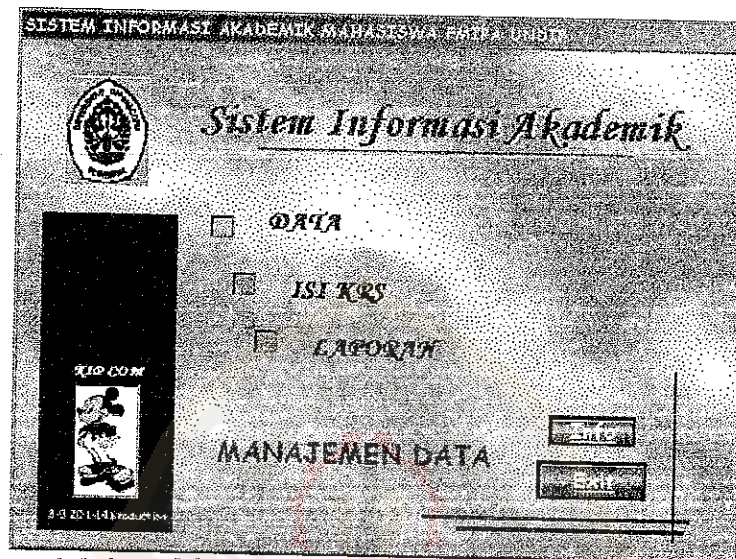 SISTEM INFORMASI AKADEMIK MAHASISWA FMIPA UNDIP
Sistem Informasi Akademik
DATA
ISI KRS
LAPORAN
KID COM
MANAJEMEN DATA
EXIT